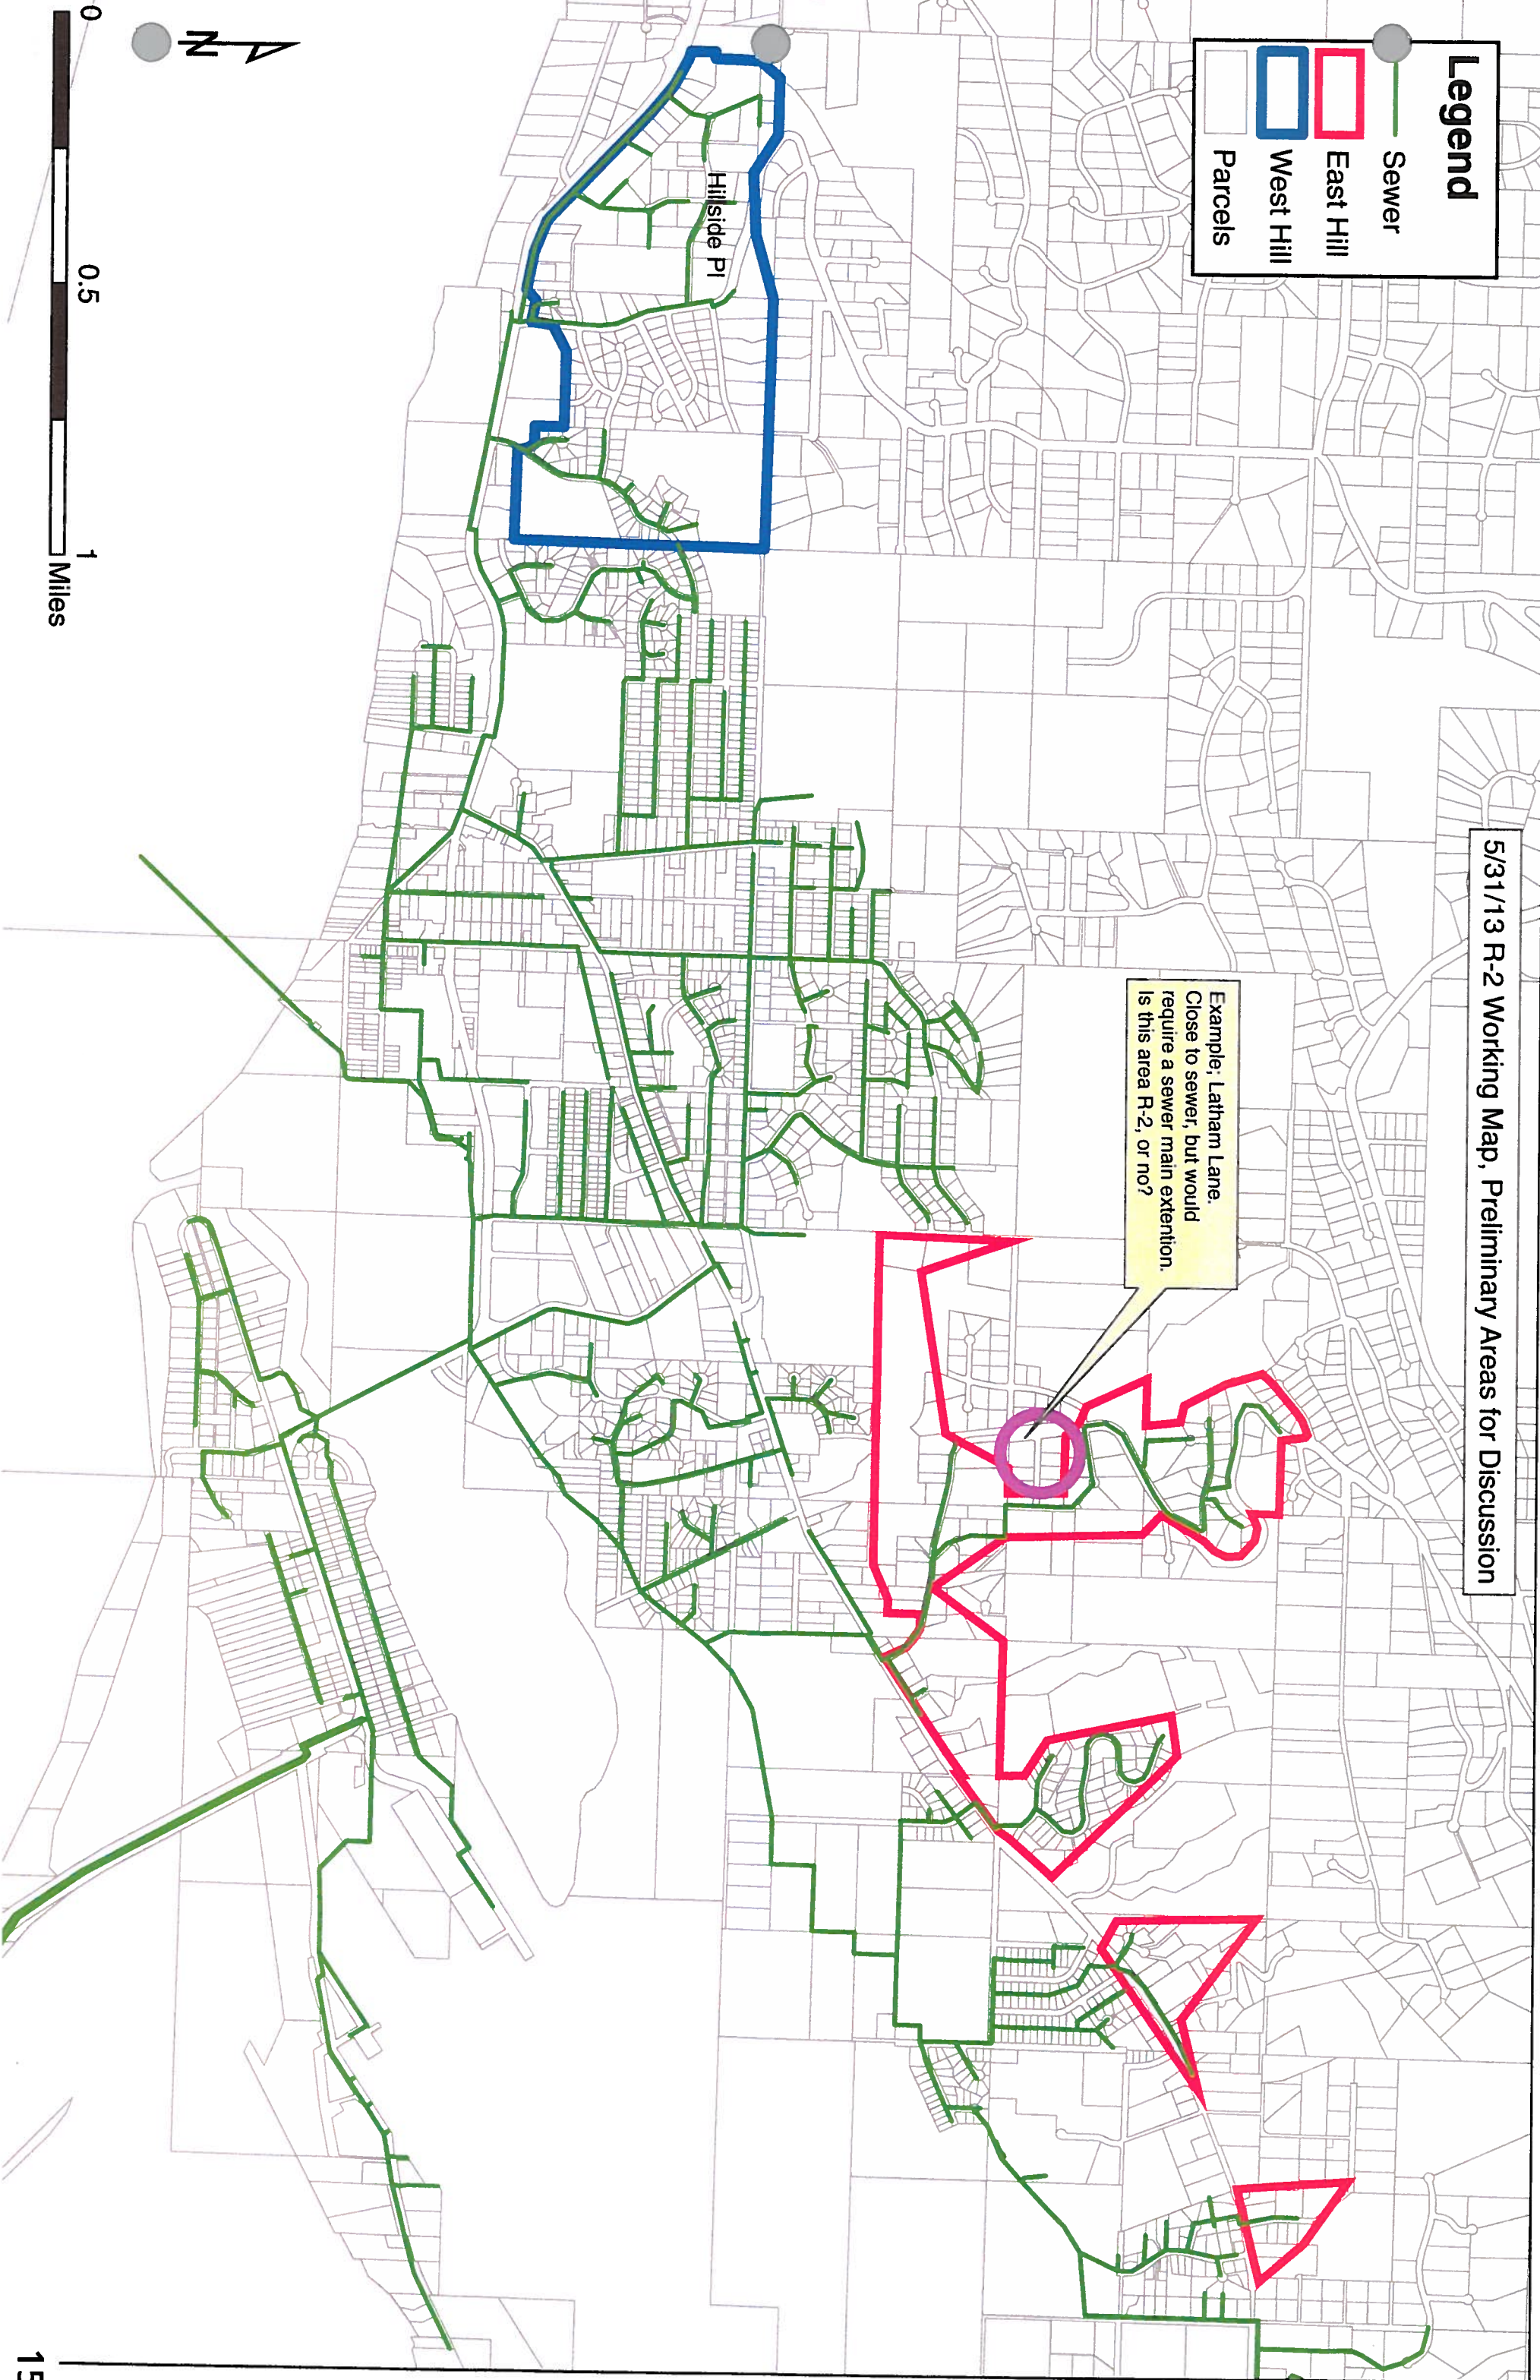 5/31/13 R-2 Working Map, Preliminary Areas for Discussion
Legend
Sewer
East Hill
West Hill
Parcels
Example; Latham Lane.
Close to sewer, but would
require a sewer main extention.
Is this area R-2, or no?
Hillside Pl
N
0 0.5 1 Miles
15